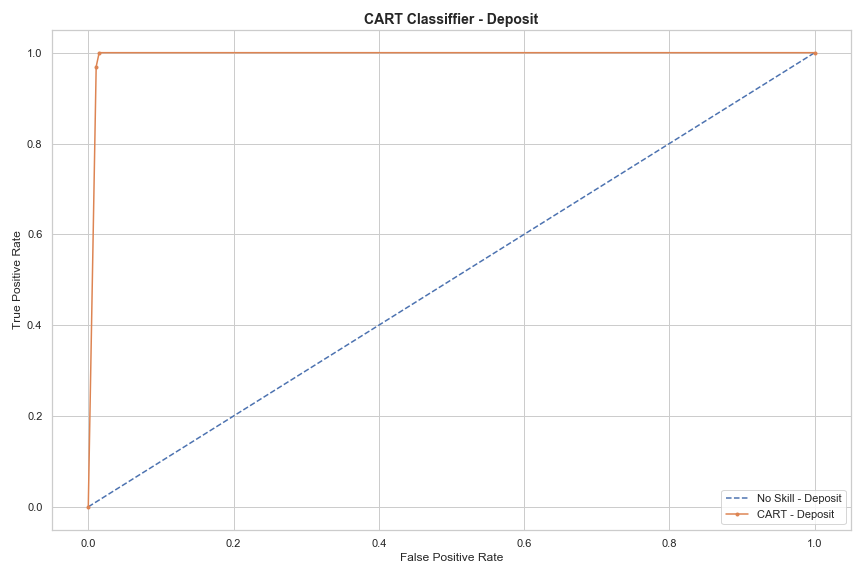 CART Classiffier - Deposit
1.0
0.8
0.6
0.4
0.2
0.0
True Positive Rate
0.0 0.2 0.4 0.6 0.8 1.0
False Positive Rate
No Skill - Deposit
CART - Deposit